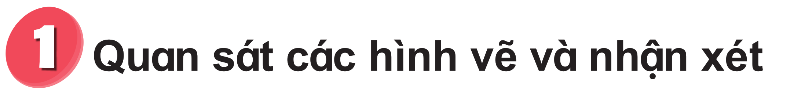 1 Quan sát các hình vẽ và nhận xét